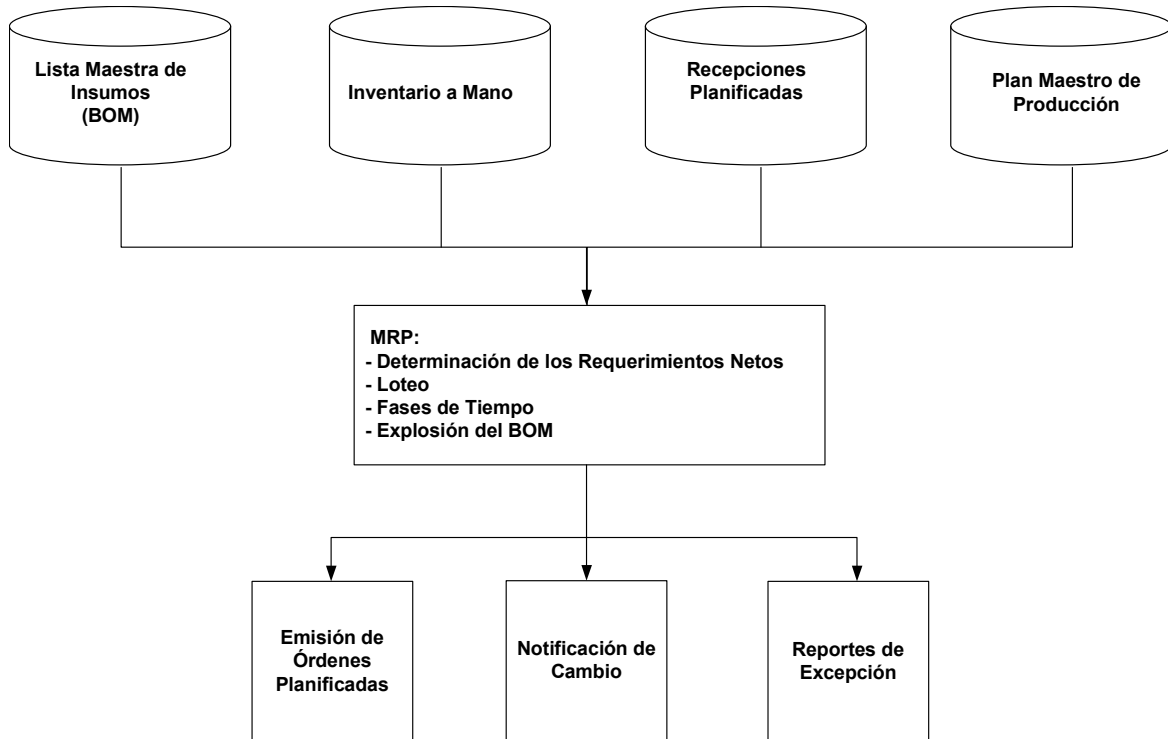 Lista Maestra de
Insumos
(BOM)
Inventario a Mano
Recepciones
Planificadas
Plan Maestro de
Producción
MRP:
- Determinación de los Requerimientos Netos
- Loteo
- Fases de Tiempo
- Explosión del BOM
Emisión de
Órdenes
Planificadas
Notificación de
Cambio
Reportes de
Excepción